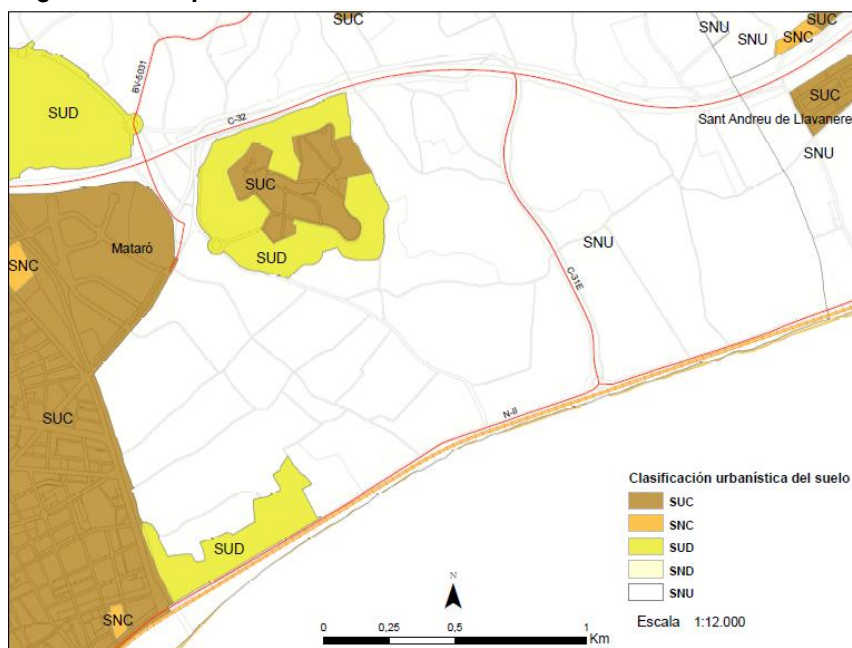 SUC
SUC
SNU
SNC
SNU
BV-5031
SUD
SUC
C-32
Sant Andreu de Llavanere
SNU
SUC
Mataró
SNU
SNC
SUD
C-31E
N-II
SUC
SUD
SNC
Clasificación urbanística del suelo
SUC
SNC
SUD
SND
SNU
N
Escala 1:12.000
0 0,25 0,5 1
Km